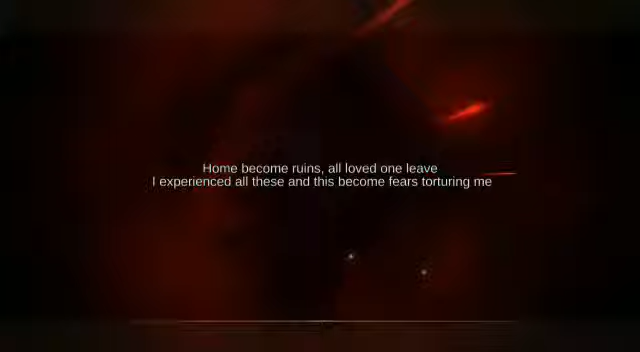 Home become ruins, all loved one leave
I experienced all these and this become fears torturing me